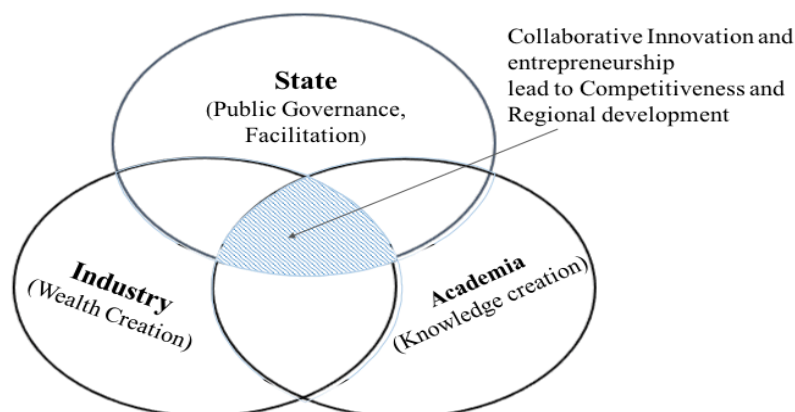 Collaborative Innovation and
entrepreneurship
lead to Competitiveness and
Regional development
State
(Public Governance,
Facilitation)
Industry
(Wealth Creation)
Academia
(Knowledge creation)